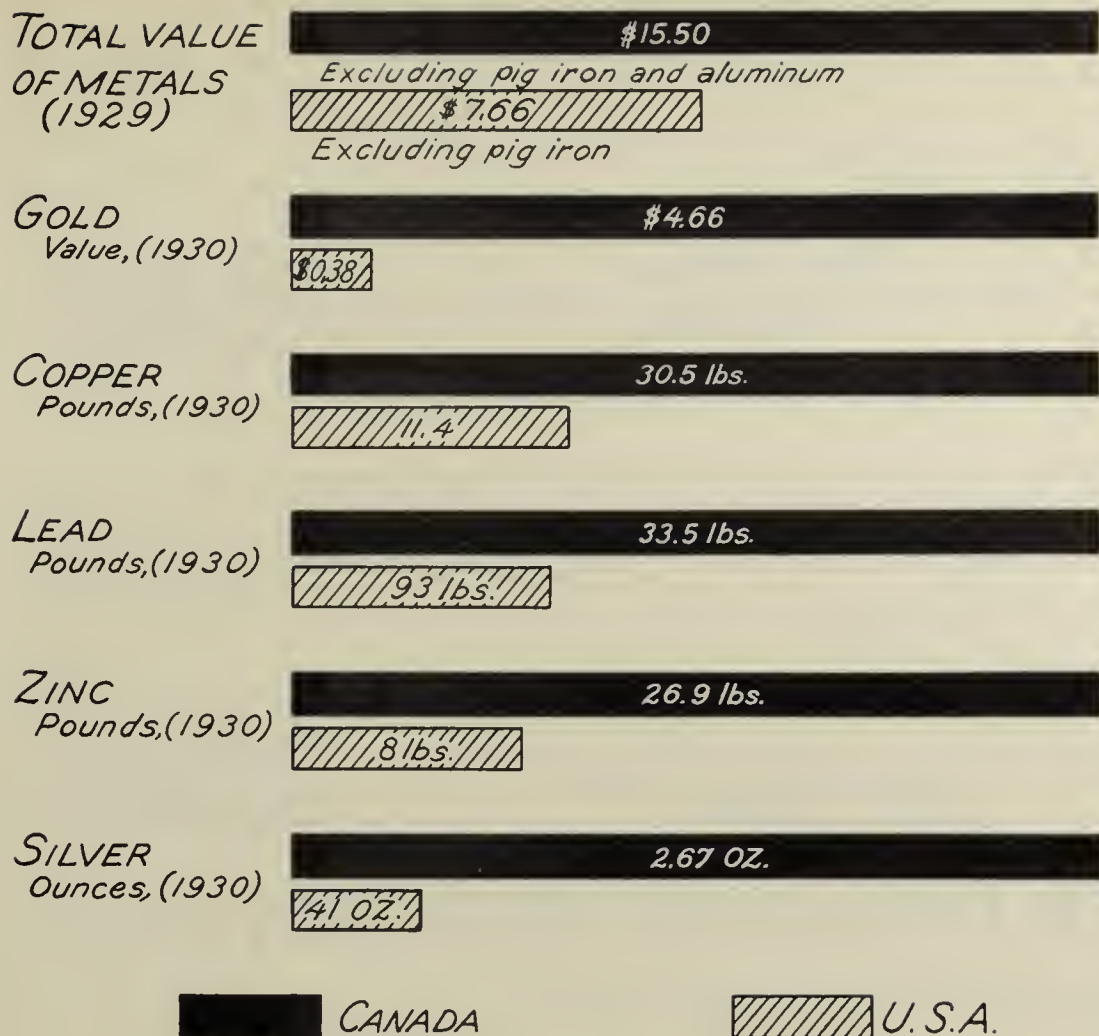 TOTAL VALUE
OF METALS
(1929)
$15.50
Excluding pig iron and aluminum
$7.66
Excluding pig iron
GOLD
Value, (1930)
$4.66
$0.38
COPPER
Pounds, (1930)
30.5 lbs.
11.4
LEAD
Pounds, (1930)
33.5 lbs.
93 lbs.
ZINC
Pounds, (1930)
26.9 lbs.
8 lbs.
SILVER
Ounces, (1930)
2.67 OZ.
41 OZ.
CANADA
U.S.A.